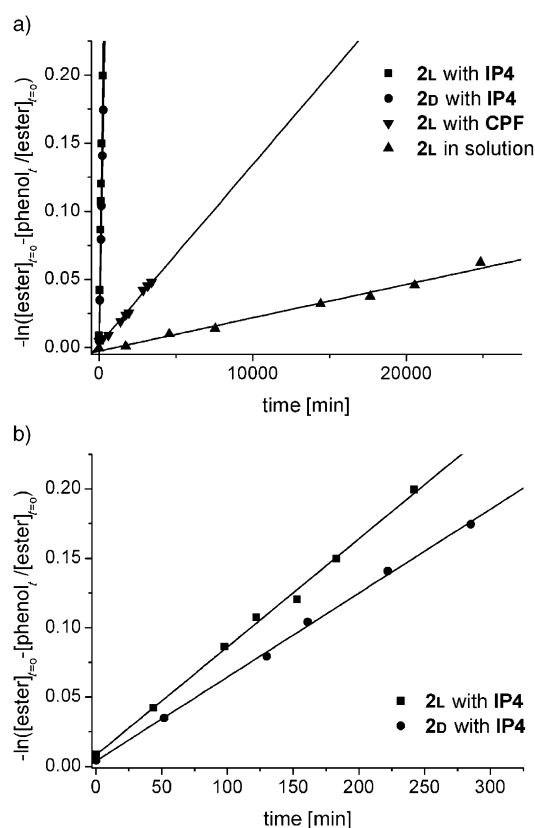 a)
-ln([ester]t=0-[phenolt/[ester]t=0)
0.20
0.15
0.10
0.05
0.00
2L with IP4
2D with IP4
2L with CPF
2L in solution
0
10000
20000
time [min]
b)
-ln([ester]t=0-[phenolt/[ester]t=0)
0.20
0.15
0.10
0.05
0.00
2L with IP4
2D with IP4
0 50 100 150 200 250 300
time [min]